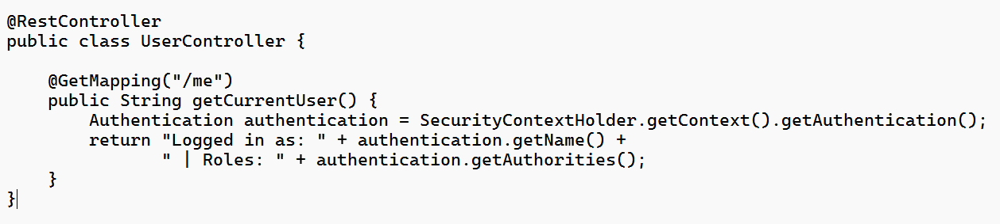 @RestController
public class UserController {

    @GetMapping("/me")
    public String getCurrentUser() {
        Authentication authentication = SecurityContextHolder.getContext().getAuthentication();
        return "Logged in as: " + authentication.getName() +
               " | Roles: " + authentication.getAuthorities();
    }
}